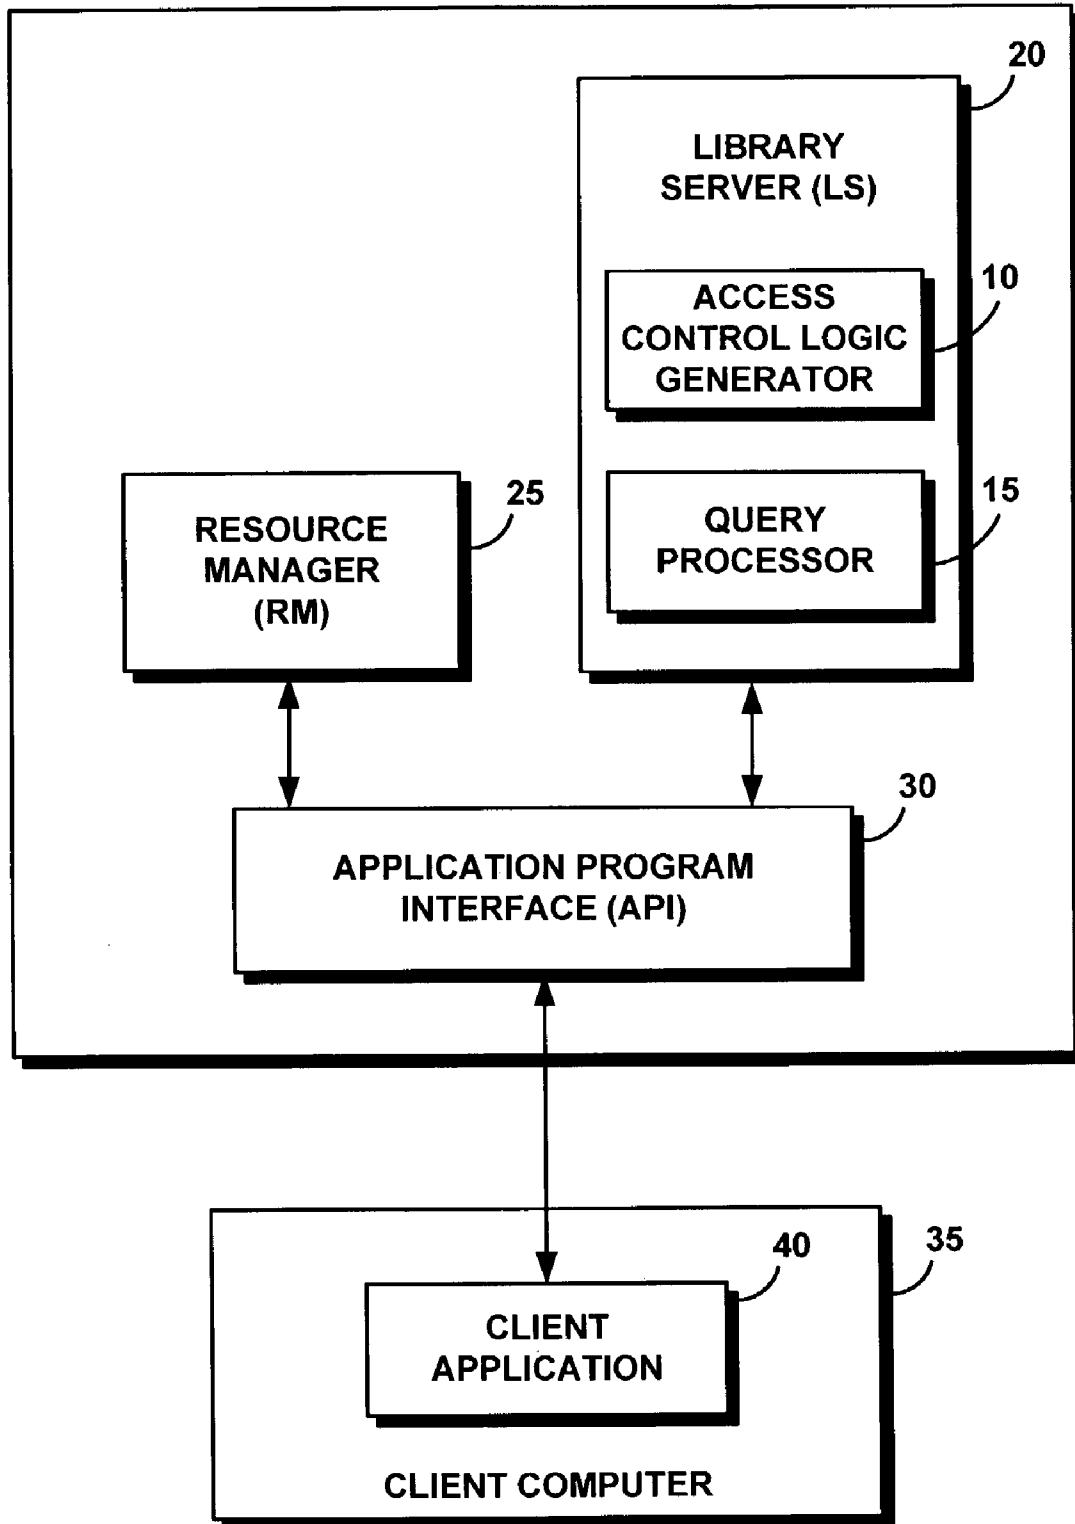 20
LIBRARY
SERVER (LS)
10
ACCESS
CONTROL LOGIC
GENERATOR
25
RESOURCE
MANAGER
(RM)
15
QUERY
PROCESSOR
30
APPLICATION PROGRAM
INTERFACE (API)
40
35
CLIENT
APPLICATION
CLIENT COMPUTER